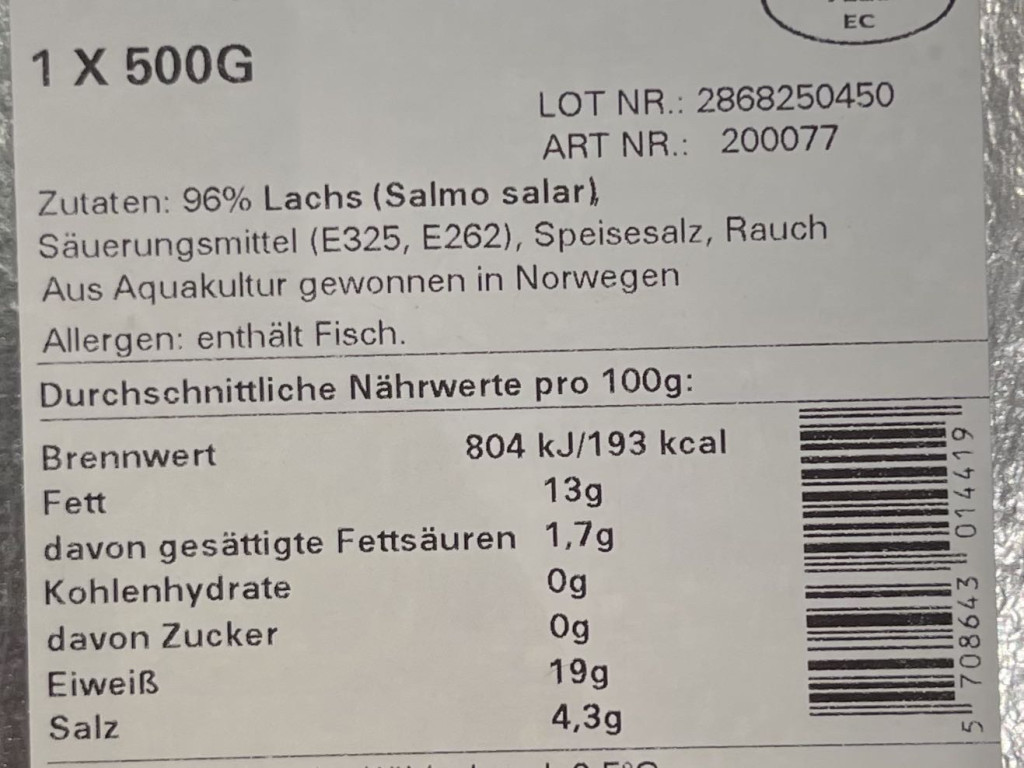 EC
1 X 500G
LOT NR.: 2868250450
ART NR.: 200077
Zutaten: 96% Lachs (Salmo salar),
Säuerungsmittel (E325, E262), Speisesalz, Rauch
Aus Aquakultur gewonnen in Norwegen
Allergen: enthält Fisch.
Durchschnittliche Nährwerte pro 100g:
Brennwert 804 kJ/193 kcal
Fett 13g
davon gesättigte Fettsäuren 1,7g
Kohlenhydrate 0g
davon Zucker 0g
Eiweiß 19g
Salz 4,3g
5 708643 014419